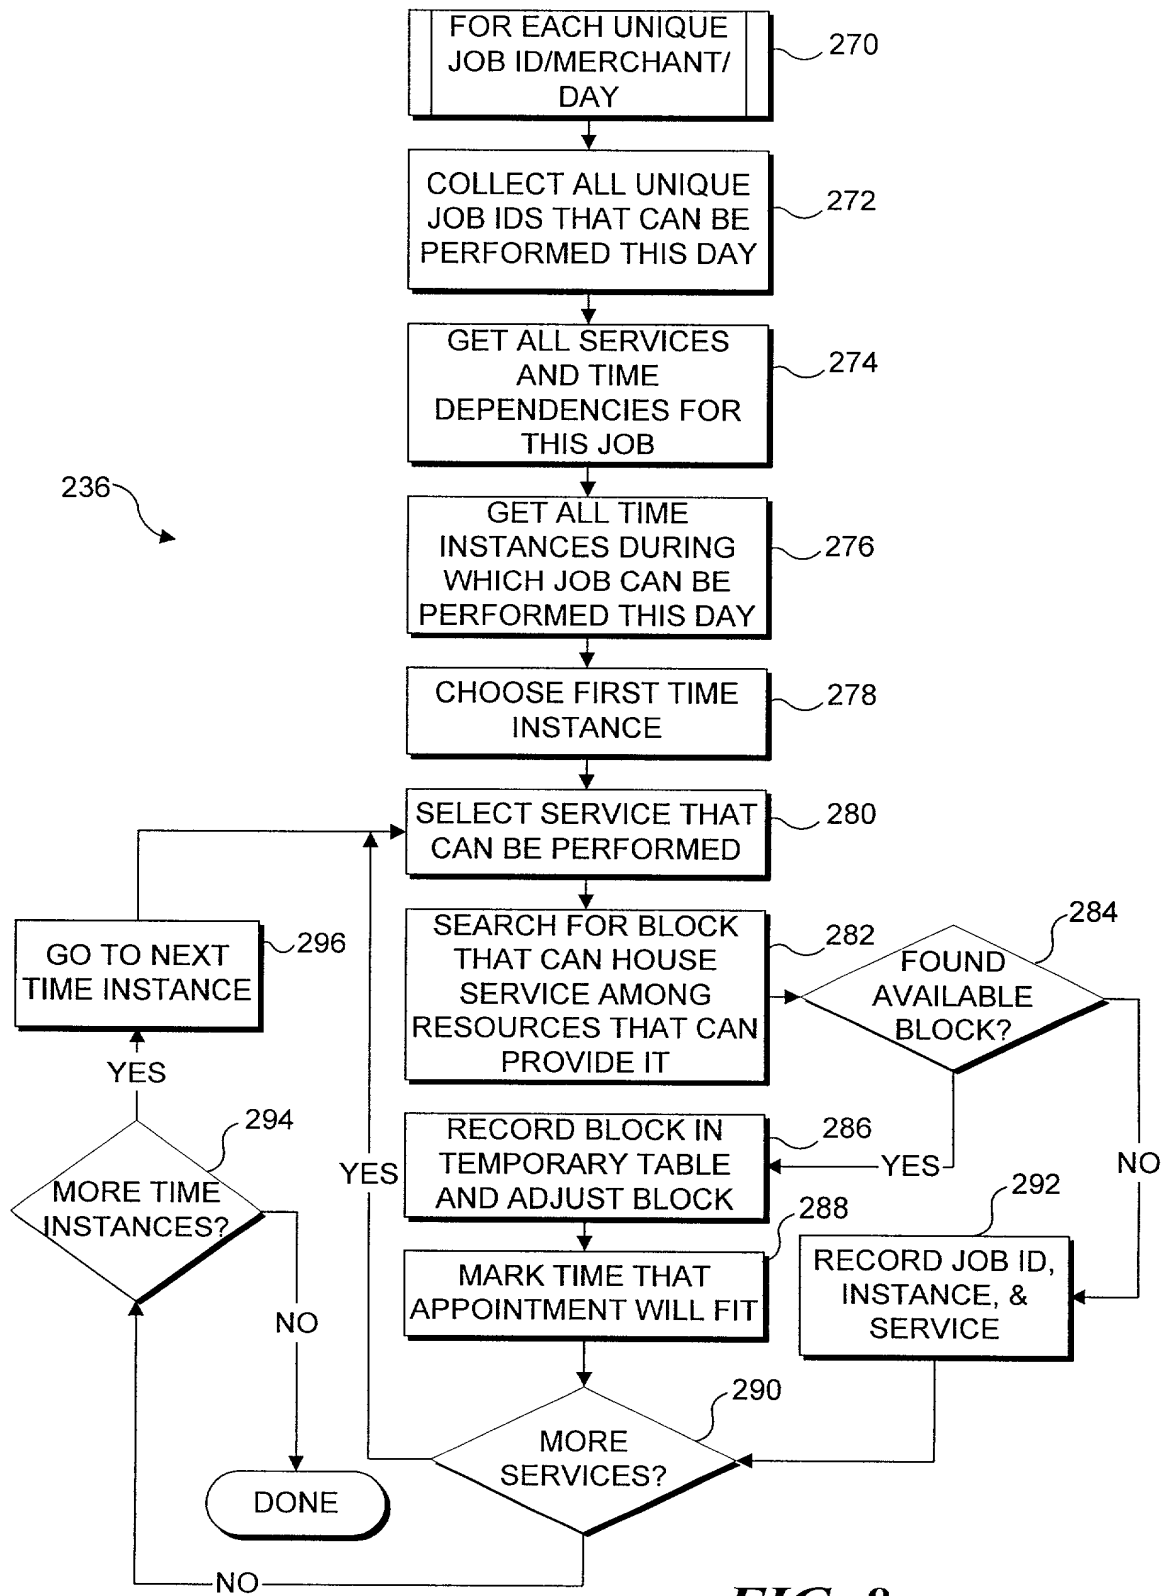 FOR EACH UNIQUE
JOB ID/MERCHANT/
DAY
270
COLLECT ALL UNIQUE
JOB IDS THAT CAN BE
PERFORMED THIS DAY
272
GET ALL SERVICES
AND TIME
DEPENDENCIES FOR
THIS JOB
274
236
GET ALL TIME
INSTANCES DURING
WHICH JOB CAN BE
PERFORMED THIS DAY
276
CHOOSE FIRST TIME
INSTANCE
278
SELECT SERVICE THAT
CAN BE PERFORMED
280
SEARCH FOR BLOCK
THAT CAN HOUSE
SERVICE AMONG
RESOURCES THAT CAN
PROVIDE IT
282
FOUND
AVAILABLE
BLOCK?
284
GO TO NEXT
TIME INSTANCE
296
YES
MORE TIME
INSTANCES?
294
YES
RECORD BLOCK IN
TEMPORARY TABLE
AND ADJUST BLOCK
286
YES
NO
292
RECORD JOB ID,
INSTANCE, &
SERVICE
288
MARK TIME THAT
APPOINTMENT WILL FIT
NO
MORE
SERVICES?
290
DONE
NO
FIG. 8